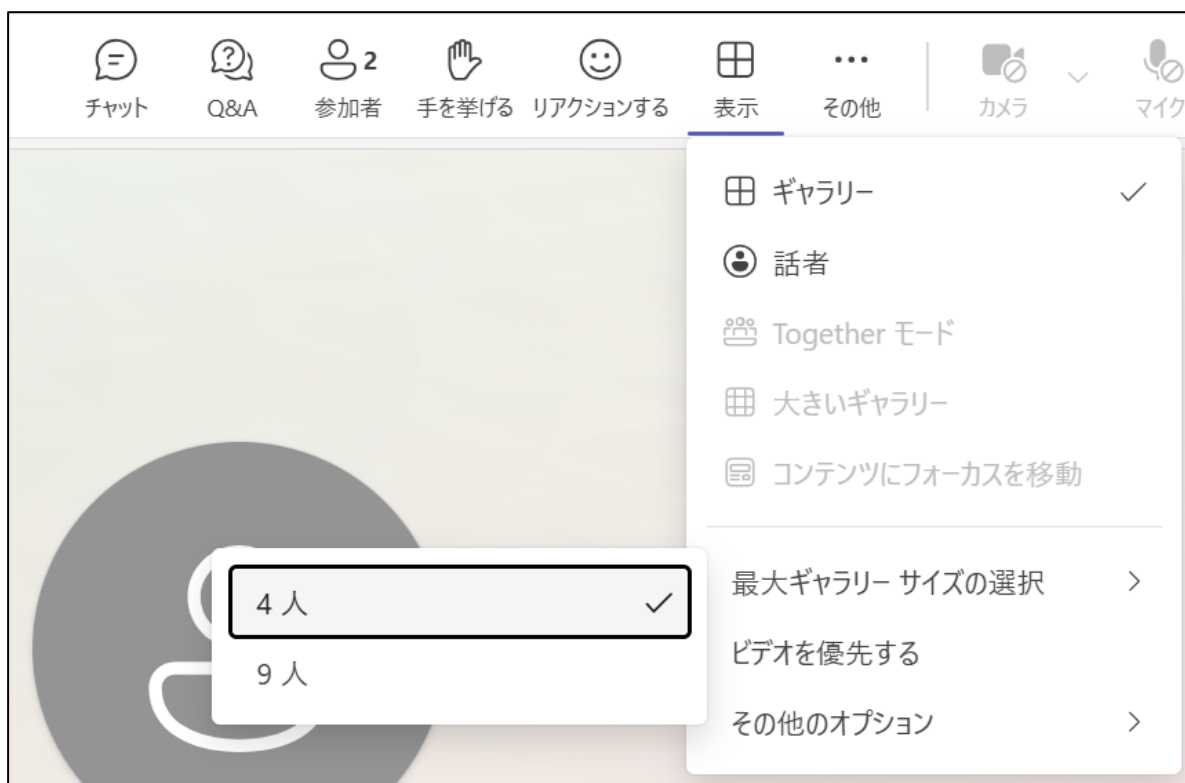 2
チャット Q&A 参加者 手を挙げる リアクションする 表示 その他 カメラ マイク
ギャラリー
話者
Together モード
大きいギャラリー
コンテンツにフォーカスを移動
最大ギャラリー サイズの選択
4 人
9 人
ビデオを優先する
その他のオプション